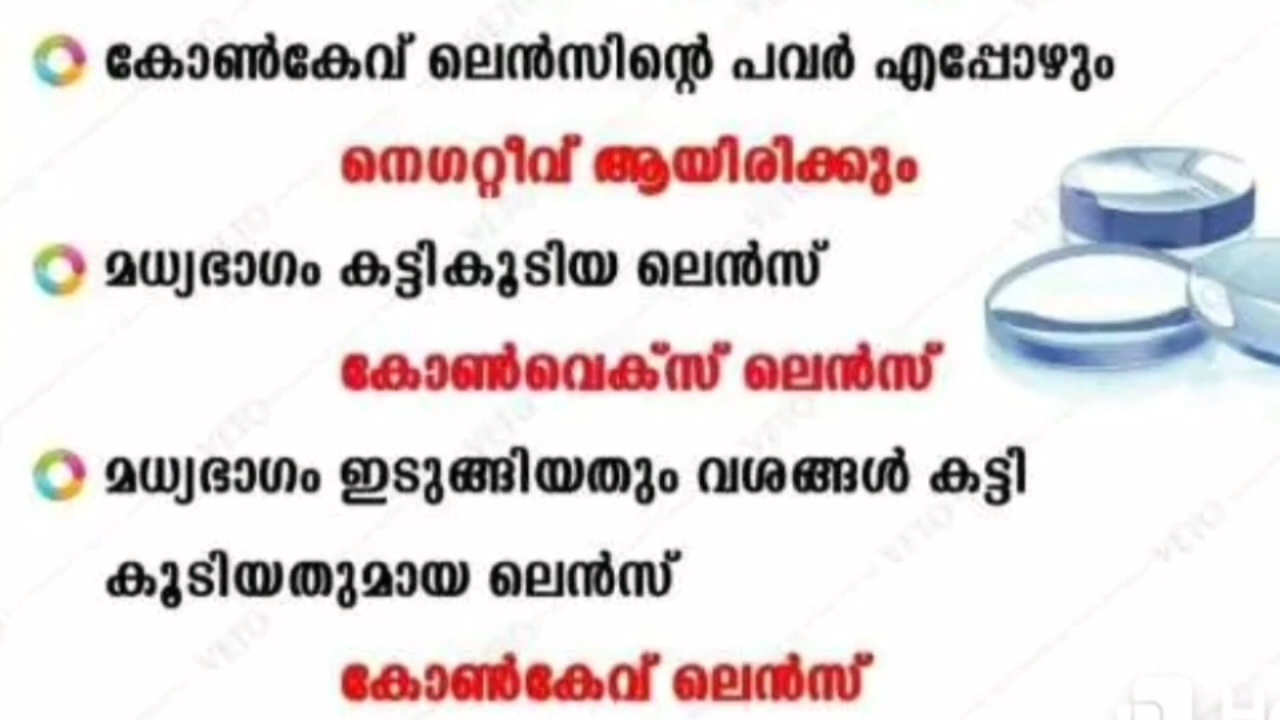 കോൺകേവ് ലെൻസിന്റെ പവർ എപ്പോഴും
നെഗറ്റീവ് ആയിരിക്കും
മധ്യഭാഗം കട്ടികൂടിയ ലെൻസ്
കോൺവെക്സ് ലെൻസ്
മധ്യഭാഗം ഇടുങ്ങിയതും വശങ്ങൾ കട്ടി
കൂടിയതുമായ ലെൻസ്
കോൺകേവ് ലെൻസ്